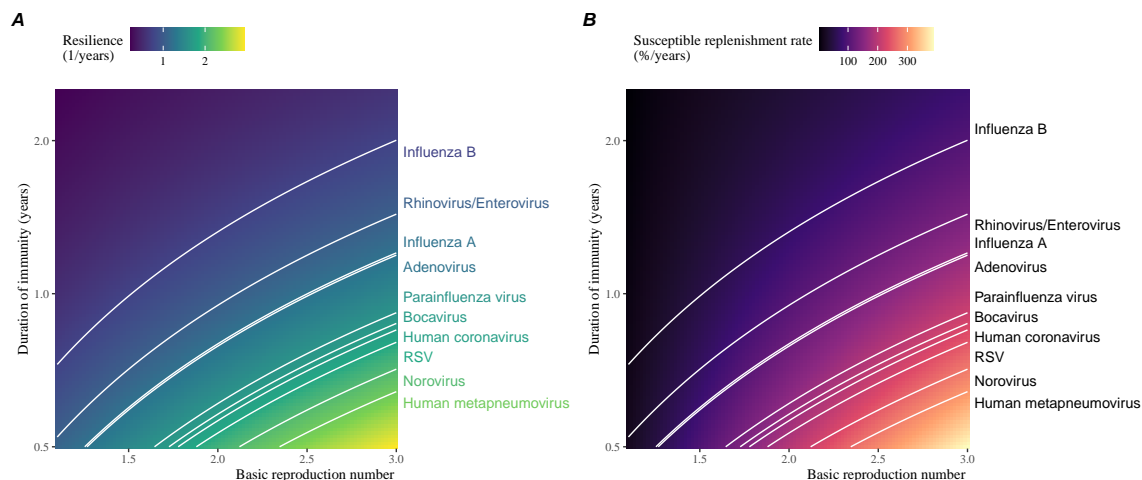 A
Resilience
(1/years)
1 2
Duration of immunity (years)
2.0
1.0
0.5
1.5 2.0 2.5 3.0
Basic reproduction number
Influenza B
Rhinovirus/Enterovirus
Influenza A
Adenovirus
Parainfluenza virus
Bocavirus
Human coronavirus
RSV
Norovirus
Human metapneumovirus
B
Susceptible replenishment rate
(%/years)
100 200 300
Duration of immunity (years)
2.0
1.0
0.5
1.5 2.0 2.5 3.0
Basic reproduction number
Influenza B
Rhinovirus/Enterovirus
Influenza A
Adenovirus
Parainfluenza virus
Bocavirus
Human coronavirus
RSV
Norovirus
Human metapneumovirus